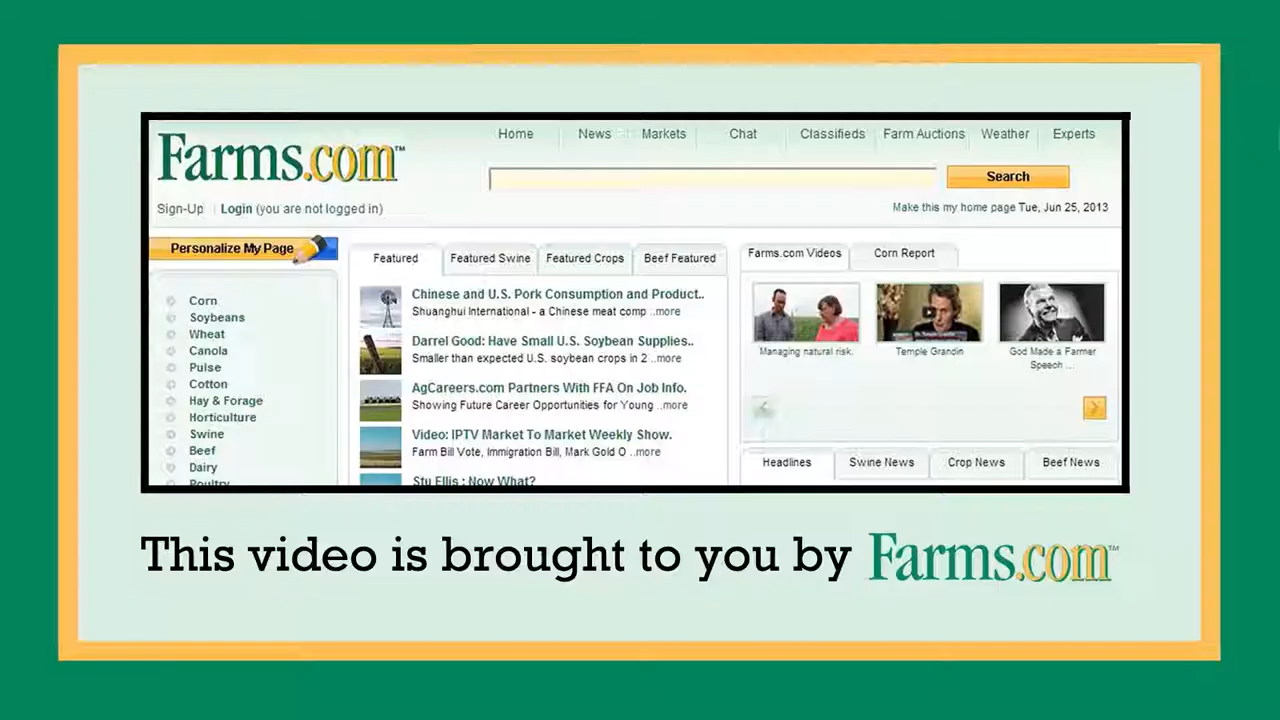 Farms.com™
Home News Markets Chat Classifieds Farm Auctions Weather Experts
Search
Sign-Up Login (you are not logged in)
Make this my home page Tue, Jun 25, 2013
Personalize My Page
Corn
Soybeans
Wheat
Canola
Pulse
Cotton
Hay & Forage
Horticulture
Swine
Beef
Dairy
Poultry
Featured Featured Swine Featured Crops Beef Featured
Chinese and U.S. Pork Consumption and Product..
Shuanghui International - a Chinese meat comp ..more
Darrel Good: Have Small U.S. Soybean Supplies..
Smaller than expected U.S. soybean crops in 2 ..more
AgCareers.com Partners With FFA On Job Info.
Showing Future Career Opportunities for Young ..more
Video: IPTV Market To Market Weekly Show.
Farm Bill Vote, Immigration Bill, Mark Gold O ..more
Stu Ellis : Now What?
Farms.com Videos Corn Report
Managing natural risk.
Temple Grandin
God Made a Farmer
Speech ...
Headlines Swine News Crop News Beef News
This video is brought to you by Farms.com™